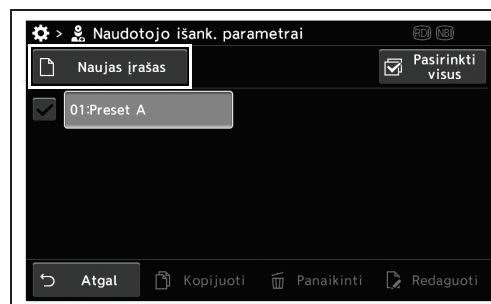 > Naudotojo išank. parametrai RDI NBI
Naujas įrašas
Pasirinkti
visus
01:Preset A
Atgal Kopijuoti Panaikinti Redaguoti